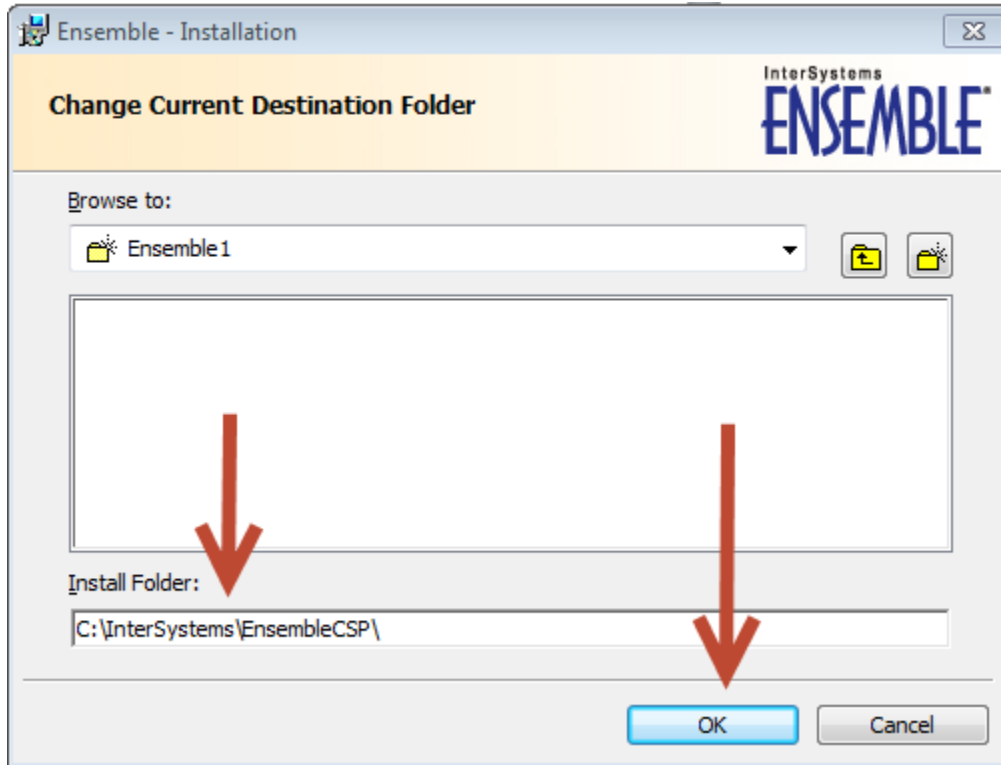 Ensemble - Installation
InterSystems
ENSEMBLE
Change Current Destination Folder
Browse to:
Ensemble1
Install Folder:
C:\InterSystems\EnsembleCSP\
OK
Cancel